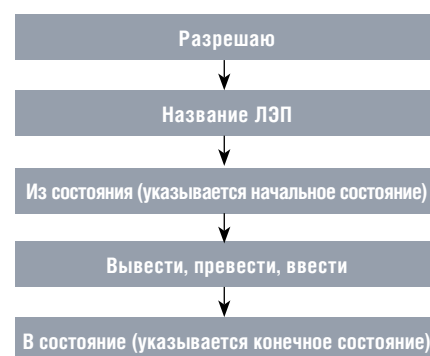 Разрешаю
Название ЛЭП
Из состояния (указывается начальное состояние)
Вывести, превести, ввести
В состояние (указывается конечное состояние)